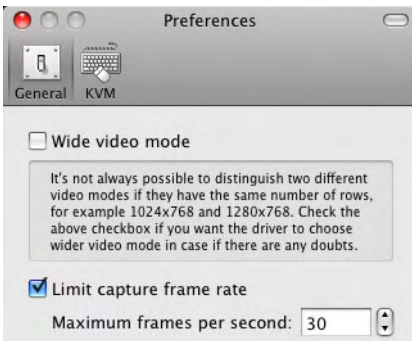 Preferences
General KVM
Wide video mode
It's not always possible to distinguish two different
video modes if they have the same number of rows,
for example 1024x768 and 1280x768. Check the
above checkbox if you want the driver to choose
wider video mode in case if there are any doubts.
Limit capture frame rate
Maximum frames per second: 30